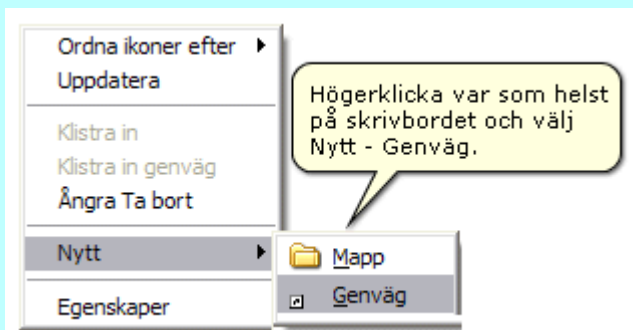 Ordna ikoner efter
Uppdatera
Klistra in
Klistra in genväg
Ångra Ta bort
Nytt
Egenskaper
Högerklicka var som helst
på skrivbordet och välj
Nytt - Genväg.
Mapp
Genväg